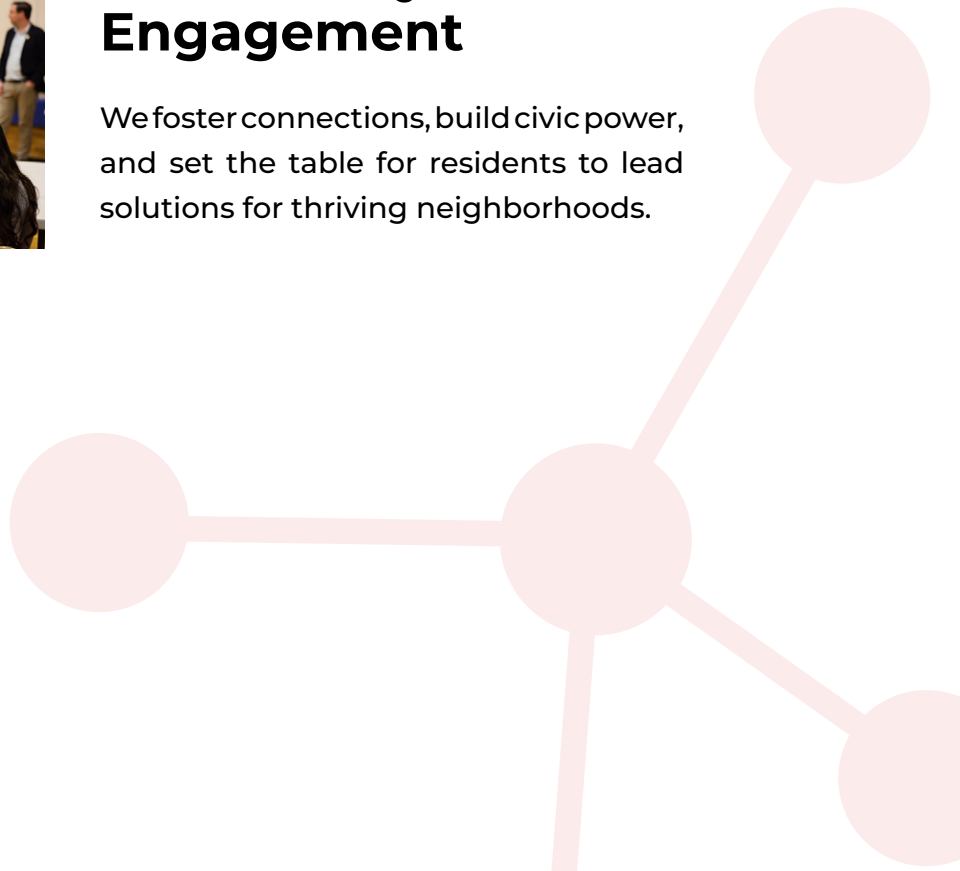 Engagement
We foster connections, build civic power,
and set the table for residents to lead
solutions for thriving neighborhoods.